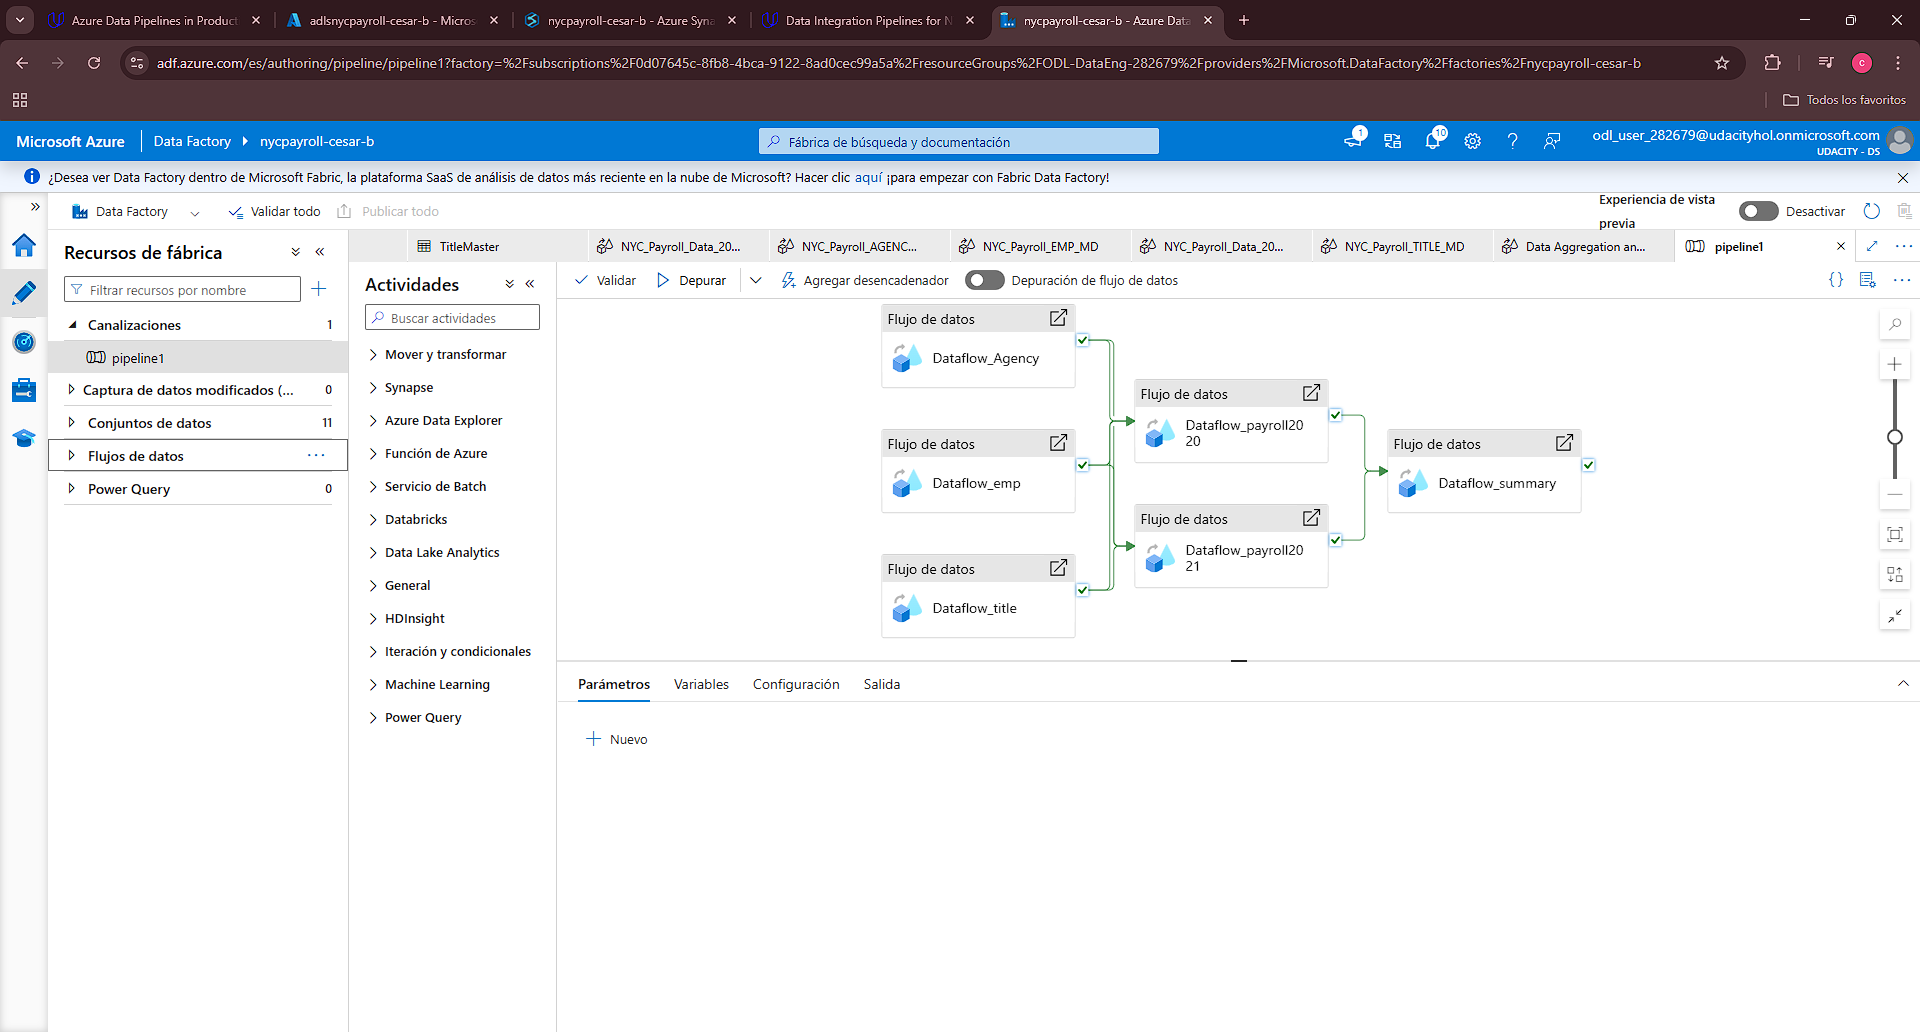 Azure Data Pipelines in Product
adlsnycpayroll-cesar-b - Micros
nycpayroll-cesar-b - Azure Syna
Data Integration Pipelines for N
nycpayroll-cesar-b - Azure Data
adf.azure.com/es/authoring/pipeline/pipeline1?factory=%2Fsubscriptions%2F0d07645c-8fb8-4bca-9122-8ad0cec99a5a%2FresourceGroups%2FODL-DataEng-282679%2Fproviders%2FMicrosoft.DataFactory%2Ffactories%2Fnycpayroll-cesar-b
c
Todos los favoritos
Microsoft Azure
Data Factory
nycpayroll-cesar-b
Fábrica de búsqueda y documentación
1
10
odl_user_282679@udacityhol.onmicrosoft.com
UDACITY - DS
¿Desea ver Data Factory dentro de Microsoft Fabric, la plataforma SaaS de análisis de datos más reciente en la nube de Microsoft? Hacer clic aquí ¡para empezar con Fabric Data Factory!
Data Factory
Validar todo
Publicar todo
Experiencia de vista previa
Desactivar
Recursos de fábrica
Filtrar recursos por nombre
Canalizaciones 1
pipeline1
Captura de datos modificados (... 0
Conjuntos de datos 11
Flujos de datos ...
Power Query 0
TitleMaster
NYC_Payroll_Data_20...
NYC_Payroll_AGENC...
NYC_Payroll_EMP_MD
NYC_Payroll_Data_20...
NYC_Payroll_TITLE_MD
Data Aggregation an...
pipeline1
Actividades
Buscar actividades
Mover y transformar
Synapse
Azure Data Explorer
Función de Azure
Servicio de Batch
Databricks
Data Lake Analytics
General
HDInsight
Iteración y condicionales
Machine Learning
Power Query
Validar
Depurar
Agregar desencadenador
Depuración de flujo de datos
{}
Flujo de datos
Dataflow_Agency
Flujo de datos
Dataflow_emp
Flujo de datos
Dataflow_title
Flujo de datos
Dataflow_payroll20
20
Flujo de datos
Dataflow_payroll20
21
Flujo de datos
Dataflow_summary
Parámetros
Variables
Configuración
Salida
Nuevo